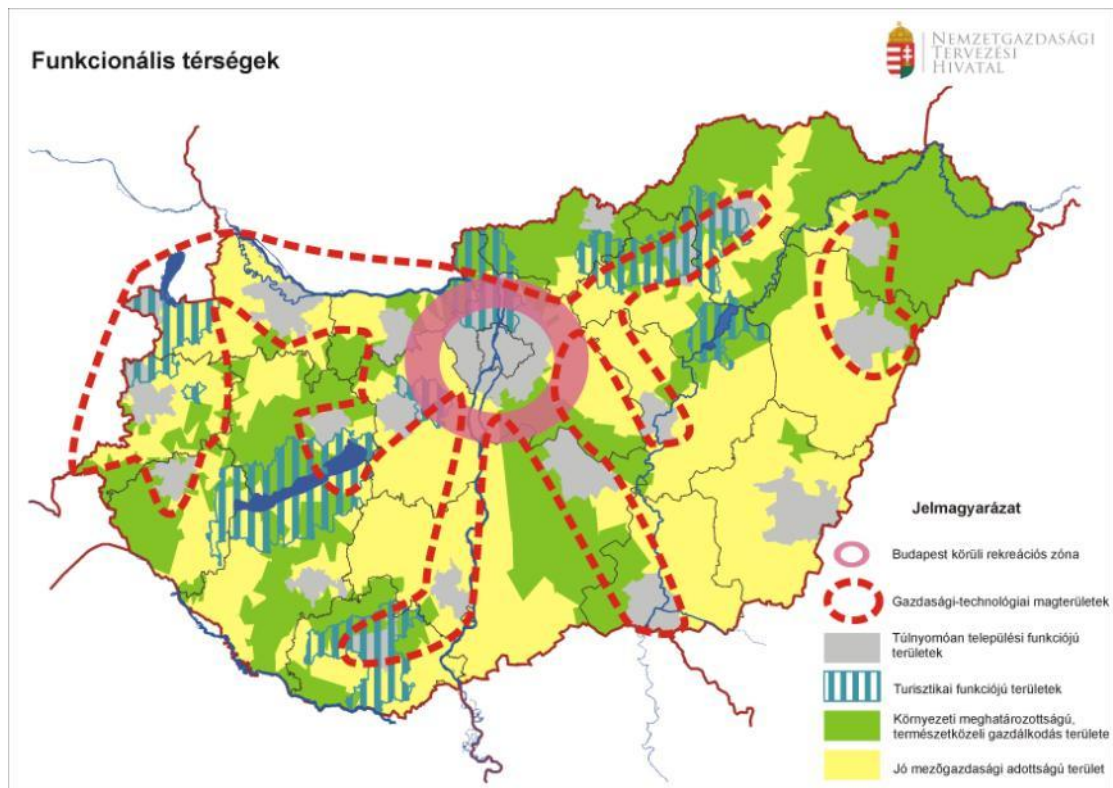 Funkcionális térségek
NEMZETGAZDASÁGI
TERVEZÉSI
HIVATAL
Jelmagyarázat
Budapest körüli rekreációs zóna
Gazdasági-technológiai magterületek
Túlnyomóan települési funkciójú
területek
Turisztikai funkciójú területek
Környezeti meghatározottságú,
természetközeli gazdálkodás területe
Jó mezõgazdasági adottságú terület